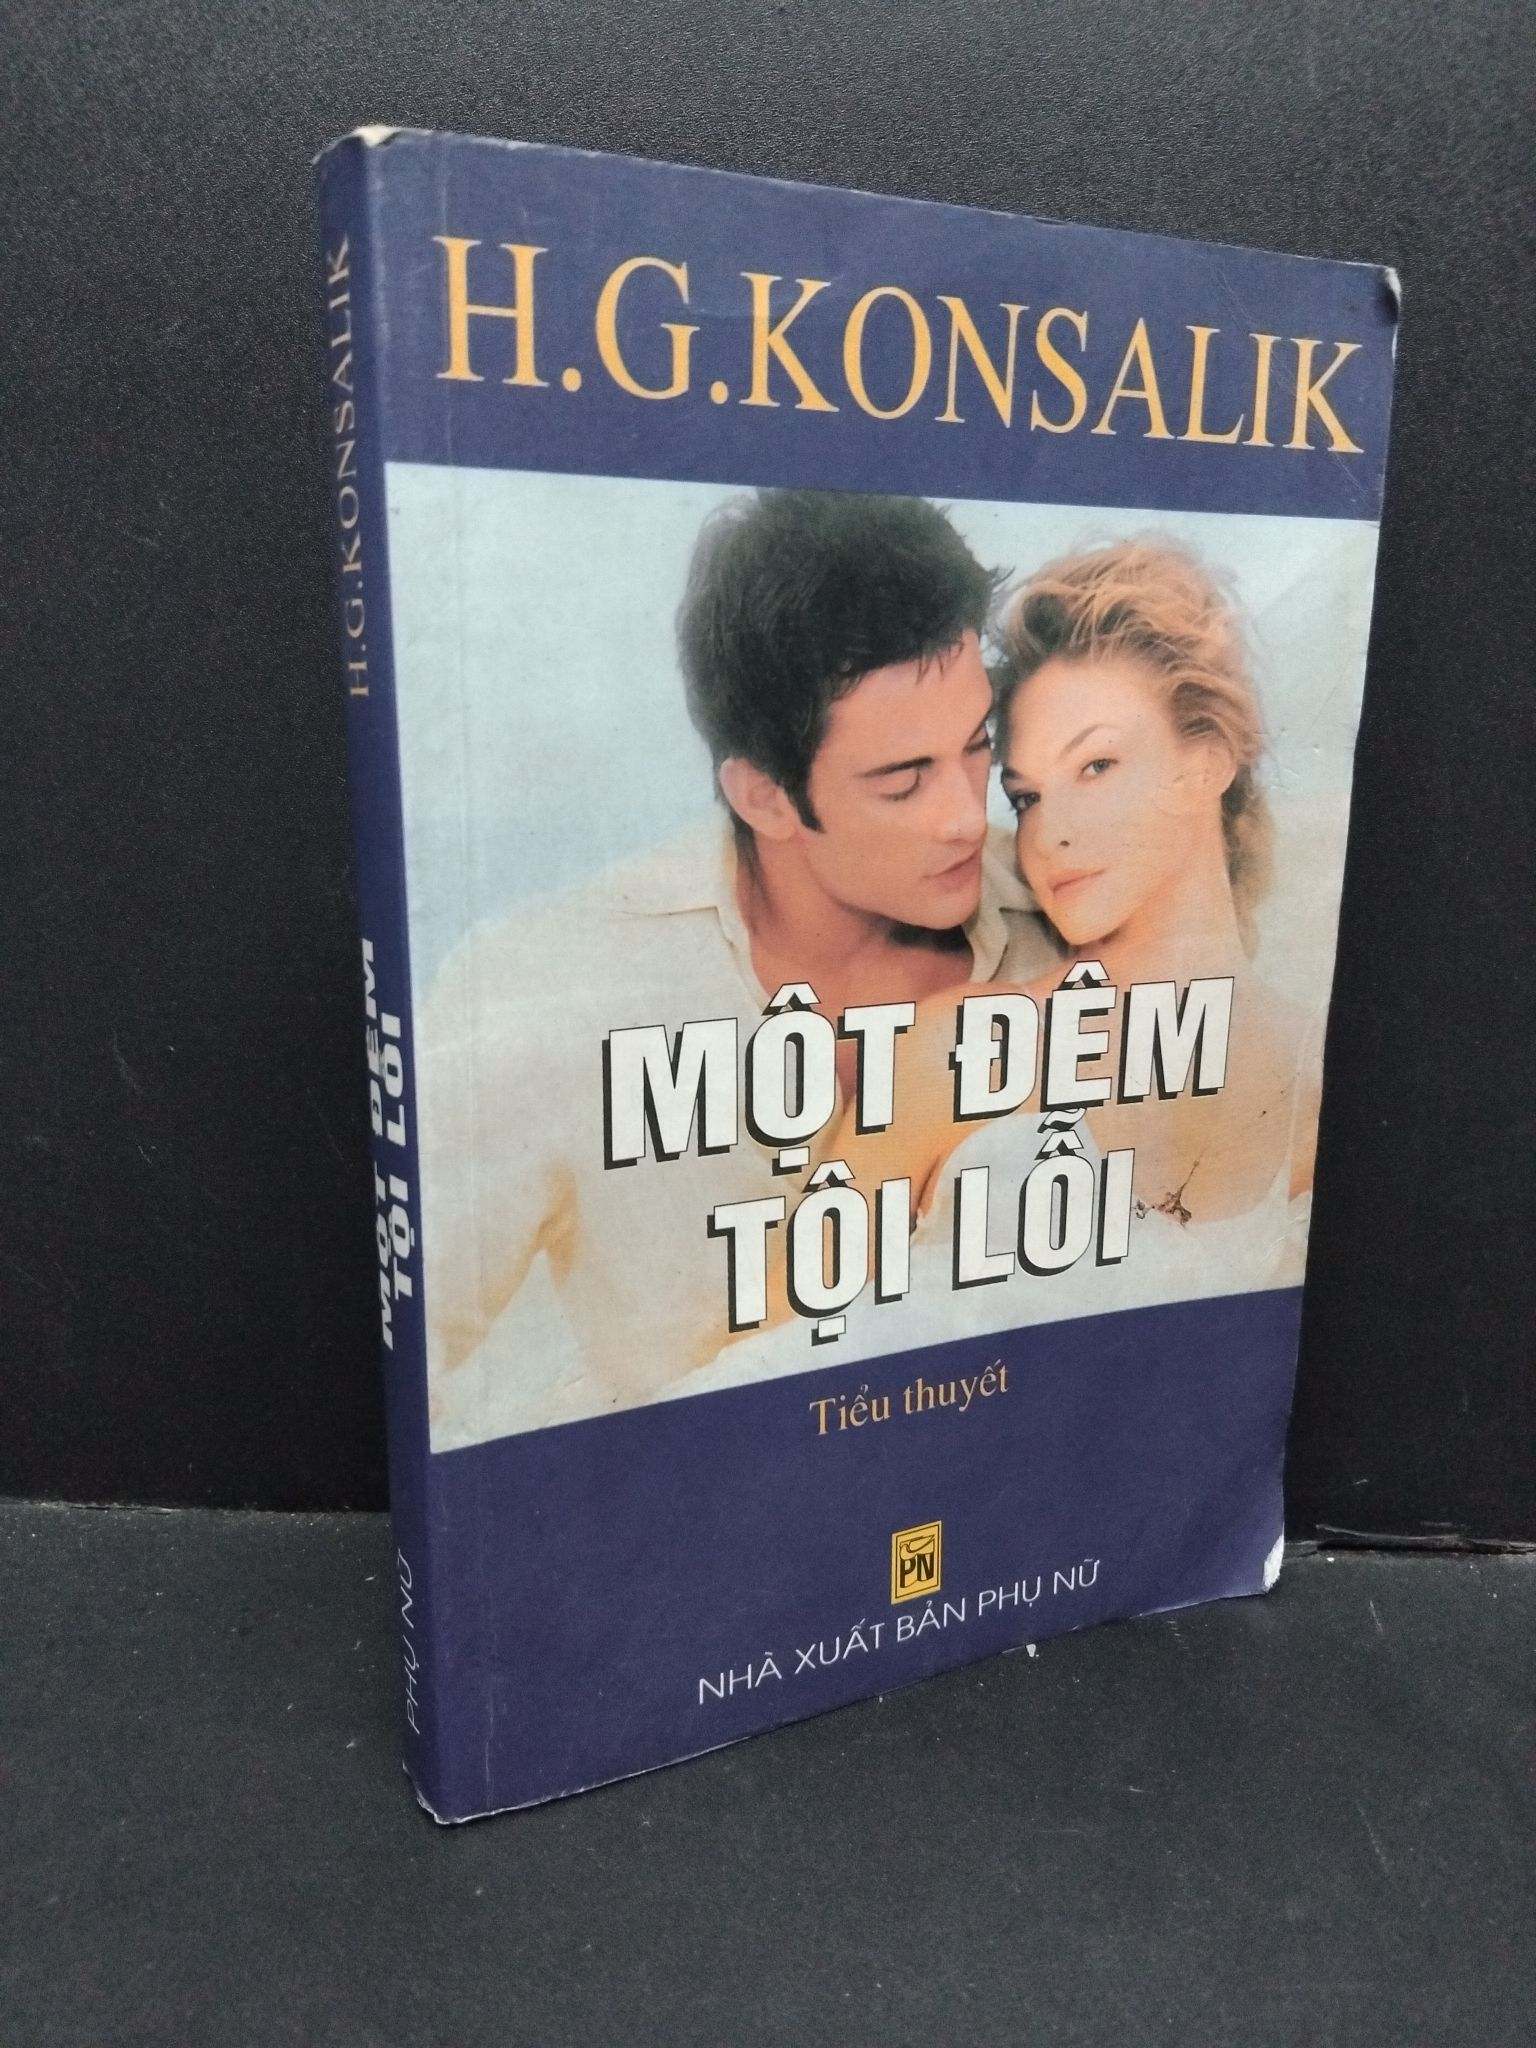 H.G.KONSALIK
MỘT ĐÊM
TỘI LỖI
Tiểu thuyết
PN
NHÀ XUẤT BẢN PHỤ NỮ
H.G.KONSALIK
MỘT ĐÊM
TỘI LỖI
PHỤ NỮ